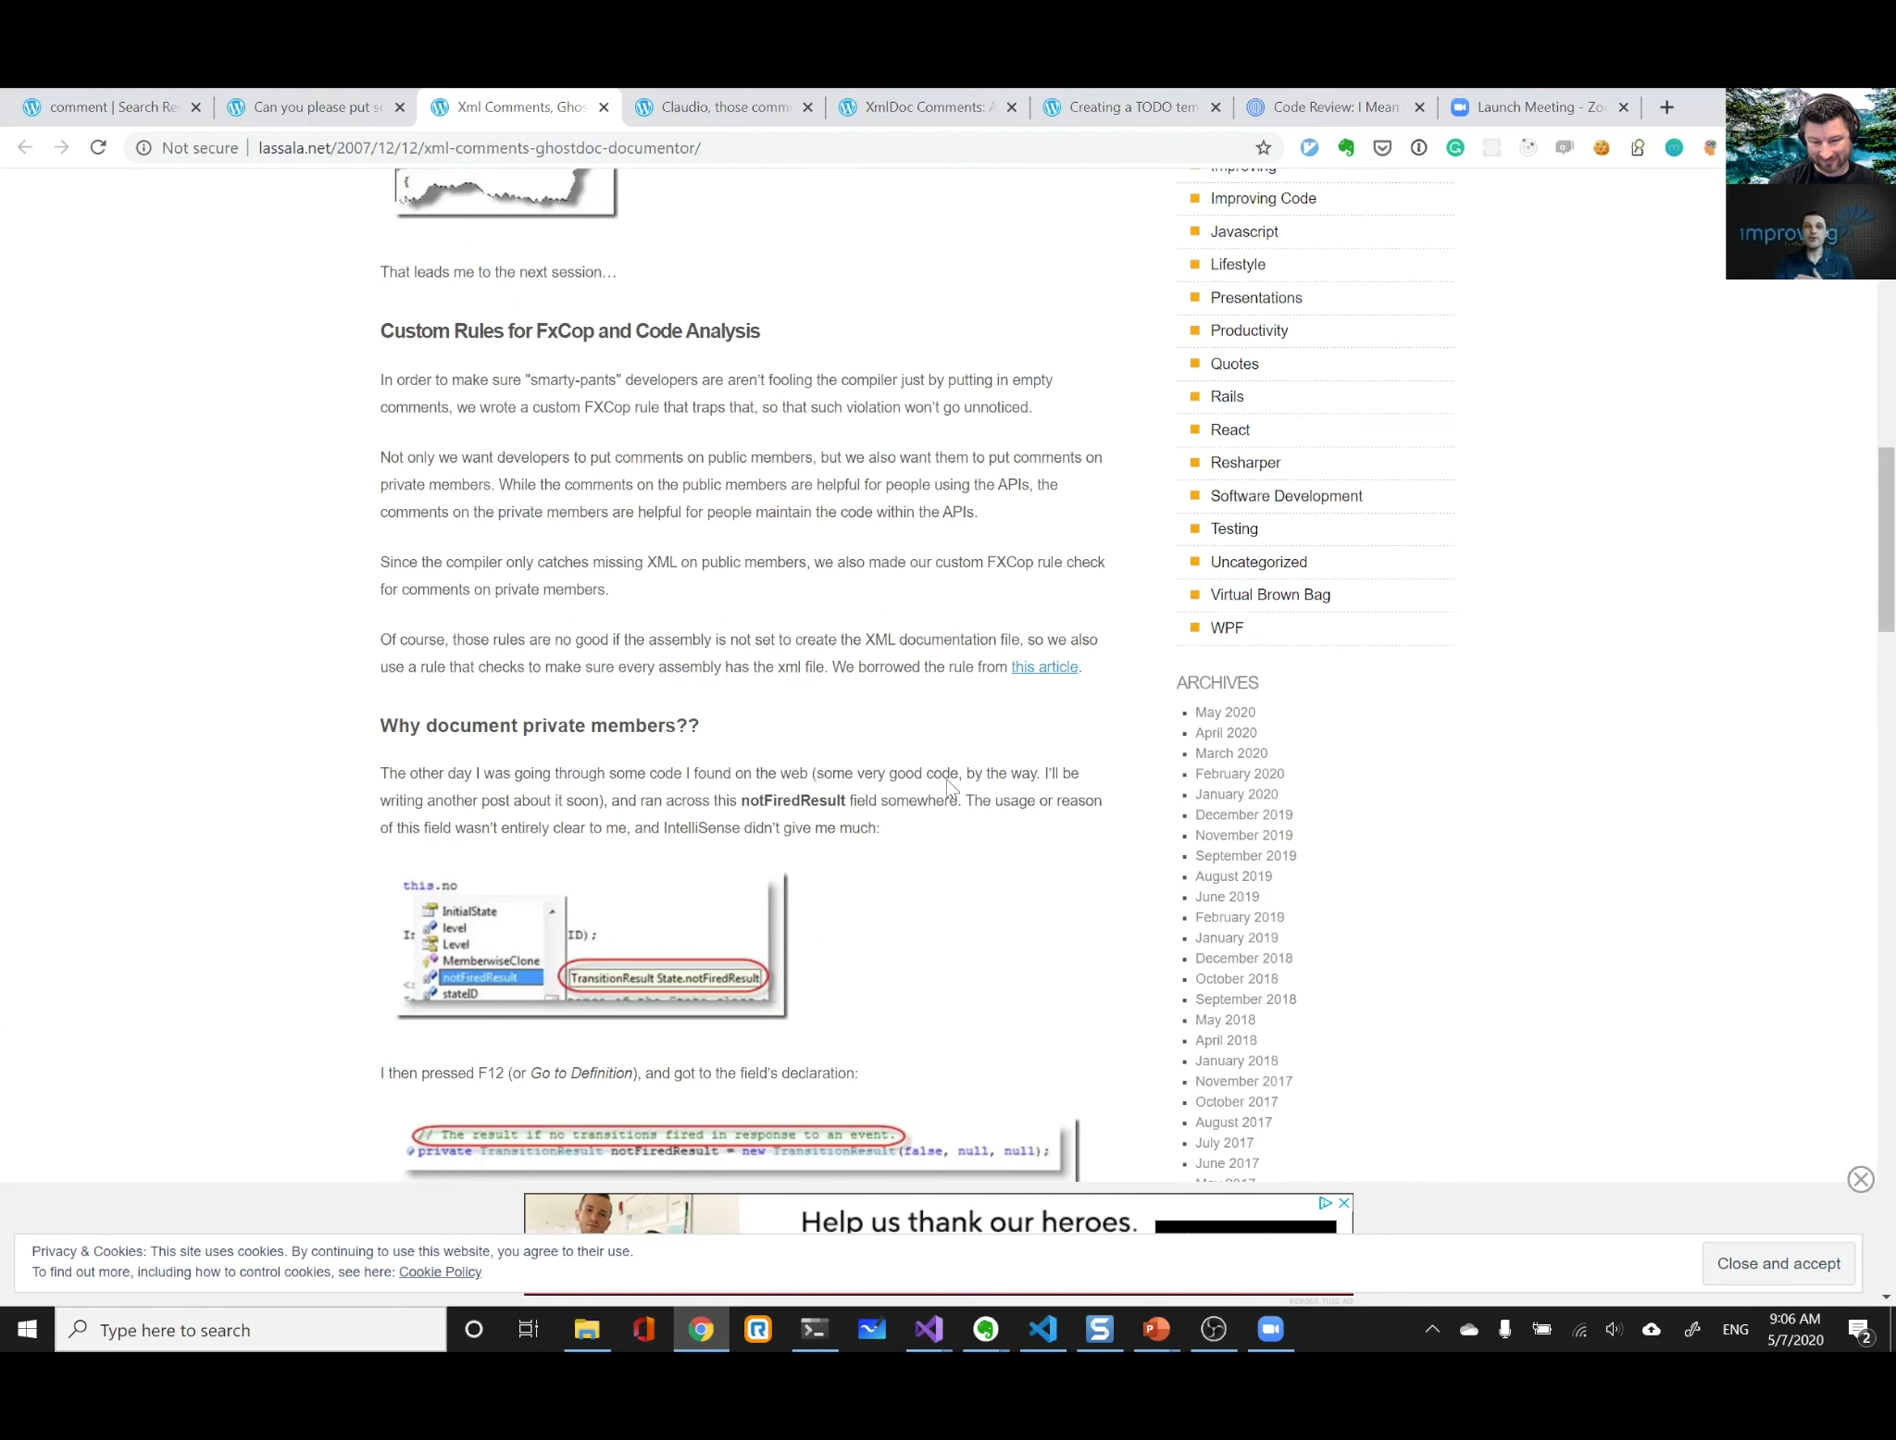 comment | Search Re
Can you please put s
Xml Comments, Ghos
Claudio, those comm
XmlDoc Comments: A
Creating a TODO tem
Code Review: I Mean
Launch Meeting - Zo
Not secure
lassala.net/2007/12/12/xml-comments-ghostdoc-documentor/
That leads me to the next session…
Custom Rules for FxCop and Code Analysis
In order to make sure "smarty-pants" developers are aren't fooling the compiler just by putting in empty
comments, we wrote a custom FXCop rule that traps that, so that such violation won't go unnoticed.
Not only we want developers to put comments on public members, but we also want them to put comments on
private members. While the comments on the public members are helpful for people using the APIs, the
comments on the private members are helpful for people maintain the code within the APIs.
Since the compiler only catches missing XML on public members, we also made our custom FXCop rule check
for comments on private members.
Of course, those rules are no good if the assembly is not set to create the XML documentation file, so we also
use a rule that checks to make sure every assembly has the xml file. We borrowed the rule from this article.
Why document private members??
The other day I was going through some code I found on the web (some very good code, by the way. I'll be
writing another post about it soon), and ran across this notFiredResult field somewhere. The usage or reason
of this field wasn't entirely clear to me, and IntelliSense didn't give me much:
this.no
InitialState
level
ID);
Level
MemberwiseClone
notFiredResult
TransitionResult State.notFiredResult
stateID
I then pressed F12 (or Go to Definition), and got to the field's declaration:
// The result if no transitions fired in response to an event.
private TransitionResult notFiredResult = new TransitionResult(false, null, null);
Improving
Improving Code
Javascript
Lifestyle
Presentations
Productivity
Quotes
Rails
React
Resharper
Software Development
Testing
Uncategorized
Virtual Brown Bag
WPF
ARCHIVES
May 2020
April 2020
March 2020
February 2020
January 2020
December 2019
November 2019
September 2019
August 2019
June 2019
February 2019
January 2019
December 2018
October 2018
September 2018
May 2018
April 2018
January 2018
November 2017
October 2017
August 2017
July 2017
June 2017
May 2017
improving
Help us thank our heroes.
Privacy & Cookies: This site uses cookies. By continuing to use this website, you agree to their use.
To find out more, including how to control cookies, see here: Cookie Policy
Close and accept
REPORT THIS AD
Type here to search
ENG
9:06 AM
5/7/2020
2